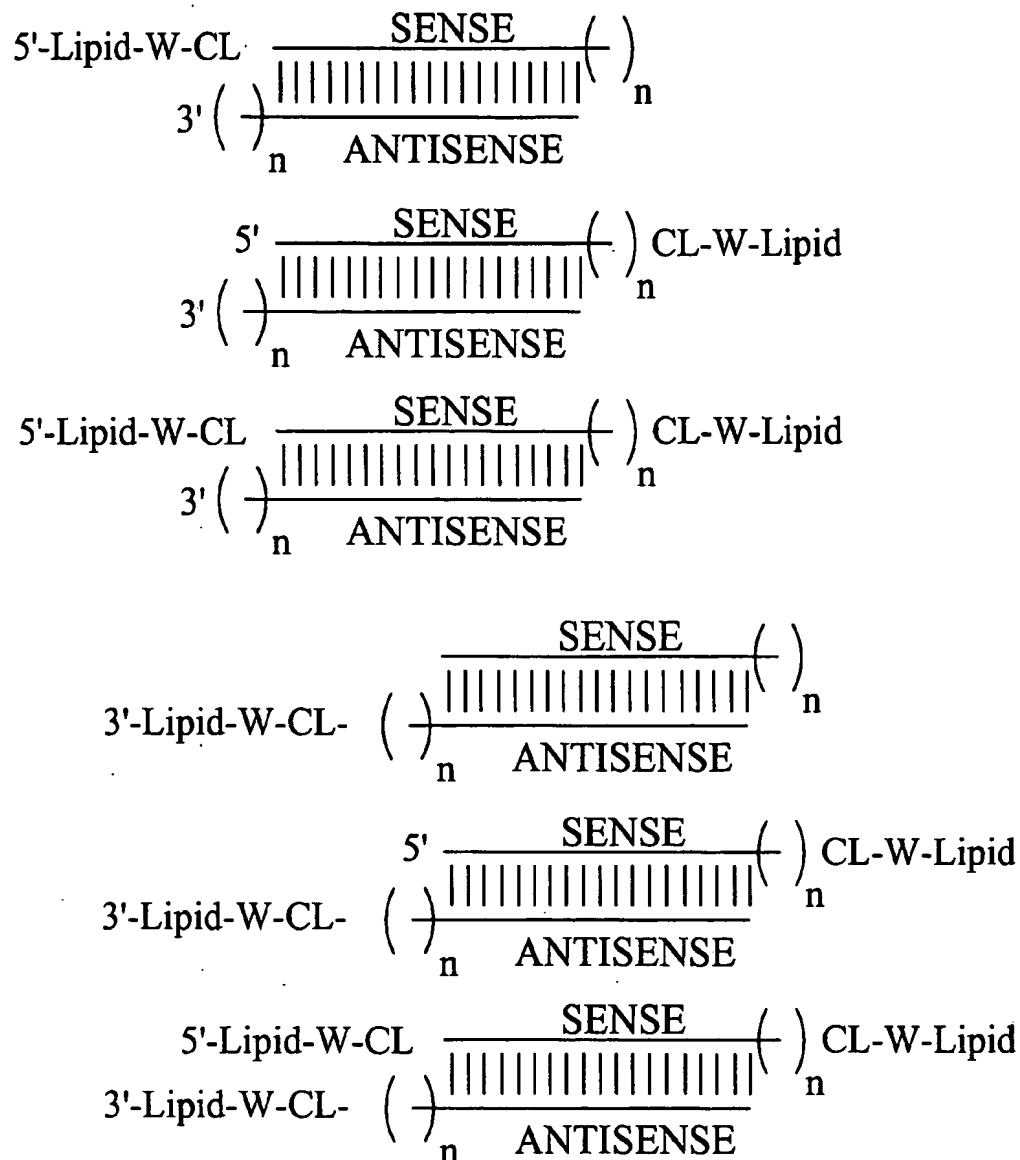 5'-Lipid-W-CL SENSE ( )n
3' ( )n ANTISENSE
5' SENSE ( )n CL-W-Lipid
3' ( )n ANTISENSE
5'-Lipid-W-CL SENSE ( )n CL-W-Lipid
3' ( )n ANTISENSE
SENSE ( )n
3'-Lipid-W-CL- ( )n ANTISENSE
5' SENSE ( )n CL-W-Lipid
3'-Lipid-W-CL- ( )n ANTISENSE
5'-Lipid-W-CL SENSE ( )n CL-W-Lipid
3'-Lipid-W-CL- ( )n ANTISENSE